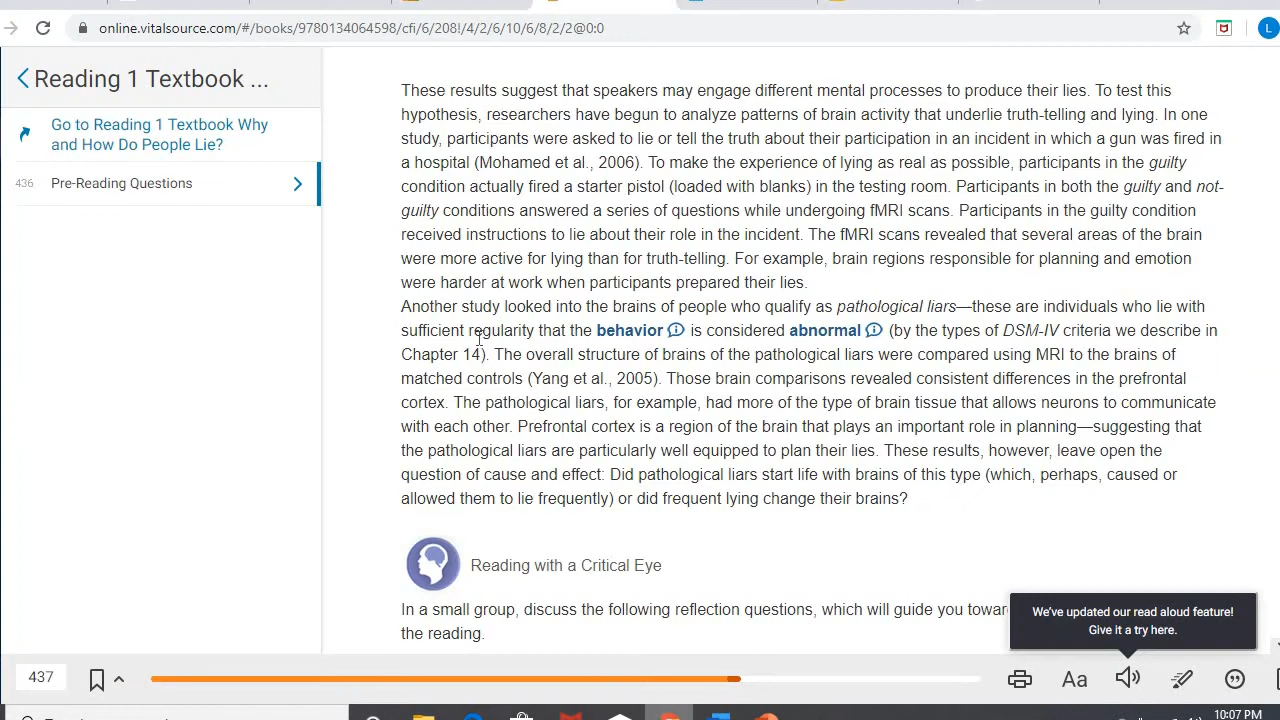 online.vitalsource.com/#/books/9780134064598/cfi/6/208!/4/2/6/10/6/8/2/2@0:0
L
Reading 1 Textbook ...
Go to Reading 1 Textbook Why
and How Do People Lie?
436 Pre-Reading Questions
These results suggest that speakers may engage different mental processes to produce their lies. To test this
hypothesis, researchers have begun to analyze patterns of brain activity that underlie truth-telling and lying. In one
study, participants were asked to lie or tell the truth about their participation in an incident in which a gun was fired in
a hospital (Mohamed et al., 2006). To make the experience of lying as real as possible, participants in the guilty
condition actually fired a starter pistol (loaded with blanks) in the testing room. Participants in both the guilty and not-
guilty conditions answered a series of questions while undergoing fMRI scans. Participants in the guilty condition
received instructions to lie about their role in the incident. The fMRI scans revealed that several areas of the brain
were more active for lying than for truth-telling. For example, brain regions responsible for planning and emotion
were harder at work when participants prepared their lies.
Another study looked into the brains of people who qualify as pathological liars—these are individuals who lie with
sufficient regularity that the behavior is considered abnormal (by the types of DSM-IV criteria we describe in
Chapter 14). The overall structure of brains of the pathological liars were compared using MRI to the brains of
matched controls (Yang et al., 2005). Those brain comparisons revealed consistent differences in the prefrontal
cortex. The pathological liars, for example, had more of the type of brain tissue that allows neurons to communicate
with each other. Prefrontal cortex is a region of the brain that plays an important role in planning—suggesting that
the pathological liars are particularly well equipped to plan their lies. These results, however, leave open the
question of cause and effect: Did pathological liars start life with brains of this type (which, perhaps, caused or
allowed them to lie frequently) or did frequent lying change their brains?
Reading with a Critical Eye
In a small group, discuss the following reflection questions, which will guide you towar
the reading.
We've updated our read aloud feature!
Give it a try here.
437
Aa
10:07 PM